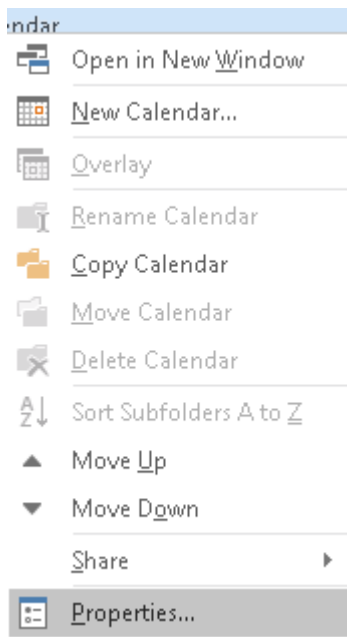 endar
Open in New Window
New Calendar...
Overlay
Rename Calendar
Copy Calendar
Move Calendar
Delete Calendar
Sort Subfolders A to Z
Move Up
Move Down
Share
Properties...